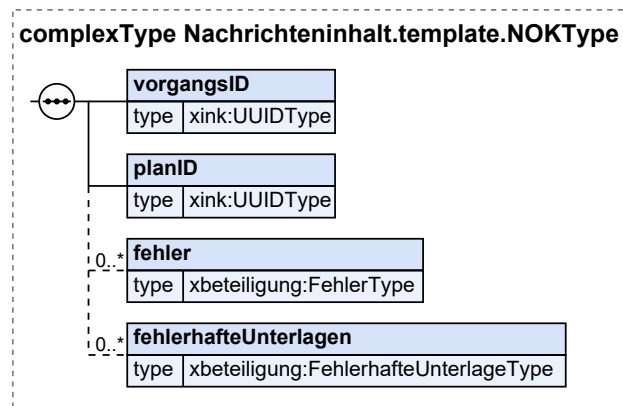 complexType Nachrichteninhalt.template.NOKType
vorgangsID
type xink:UUIDType
planID
type xink:UUIDType
0..* fehler
type xbeteiligung:FehlerType
0..* fehlerhafteUnterlagen
type xbeteiligung:FehlerhafteUnterlageType